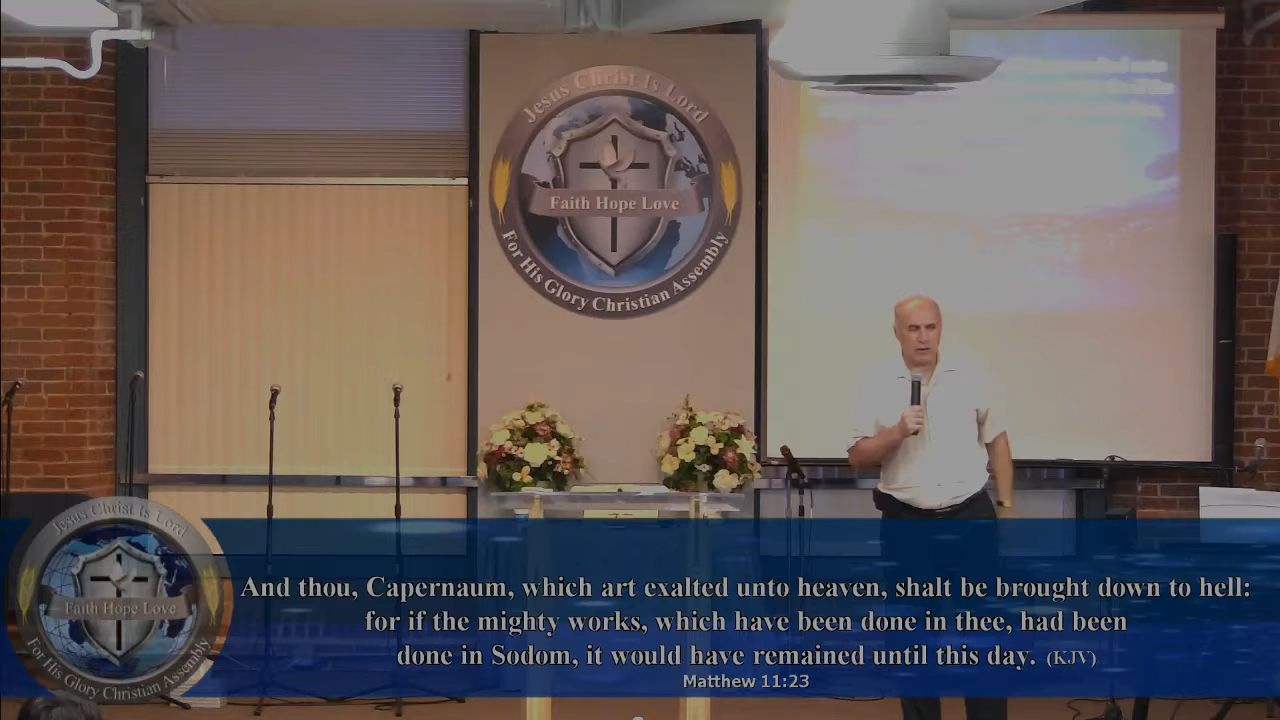 Jesus Christ Is Lord
Faith Hope Love
For His Glory Christian Assembly
Jesus Christ Is Lord
Faith Hope Love
For His Glory Christian Assembly
And thou, Capernaum, which art exalted unto heaven, shalt be brought down to hell:
for if the mighty works, which have been done in thee, had been
done in Sodom, it would have remained until this day. (KJV)
Matthew 11:23